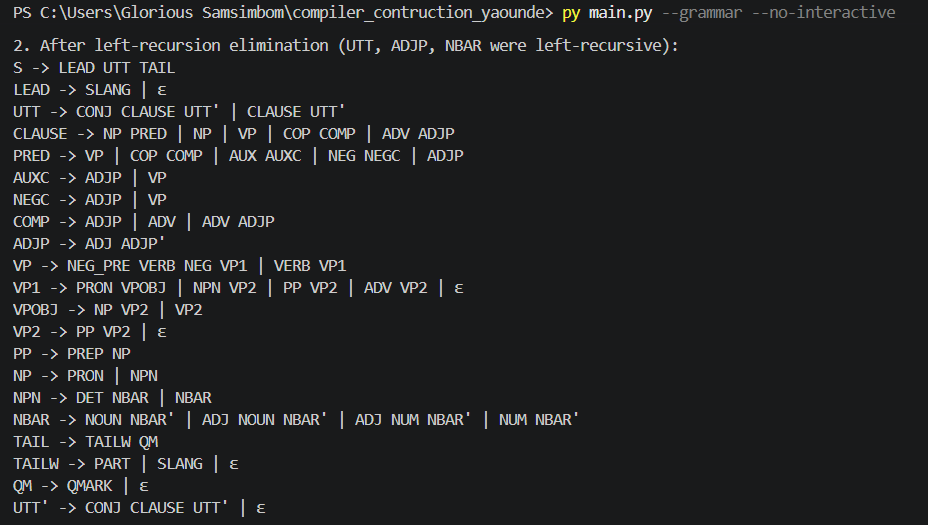 PS C:\Users\Glorious Samsimbom\compiler_contruction_yaounde> py main.py --grammar --no-interactive
2. After left-recursion elimination (UTT, ADJP, NBAR were left-recursive):
S -> LEAD UTT TAIL
LEAD -> SLANG | ε
UTT -> CONJ CLAUSE UTT' | CLAUSE UTT'
CLAUSE -> NP PRED | NP | VP | COP COMP | ADV ADJP
PRED -> VP | COP COMP | AUX AUXC | NEG NEGC | ADJP
AUXC -> ADJP | VP
NEGC -> ADJP | VP
COMP -> ADJP | ADV | ADV ADJP
ADJP -> ADJ ADJP'
VP -> NEG_PRE VERB NEG VP1 | VERB VP1
VP1 -> PRON VPOBJ | NPN VP2 | PP VP2 | ADV VP2 | ε
VPOBJ -> NP VP2 | VP2
VP2 -> PP VP2 | ε
PP -> PREP NP
NP -> PRON | NPN
NPN -> DET NBAR | NBAR
NBAR -> NOUN NBAR' | ADJ NOUN NBAR' | ADJ NUM NBAR' | NUM NBAR'
TAIL -> TAILW QM
TAILW -> PART | SLANG | ε
QM -> QMARK | ε
UTT' -> CONJ CLAUSE UTT' | ε